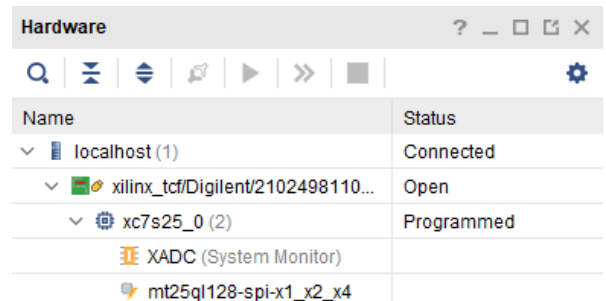 Hardware
Name Status
localhost (1) Connected
xilinx_tcf/Digilent/2102498110... Open
xc7s25_0 (2) Programmed
XADC (System Monitor)
mt25ql128-spi-x1_x2_x4